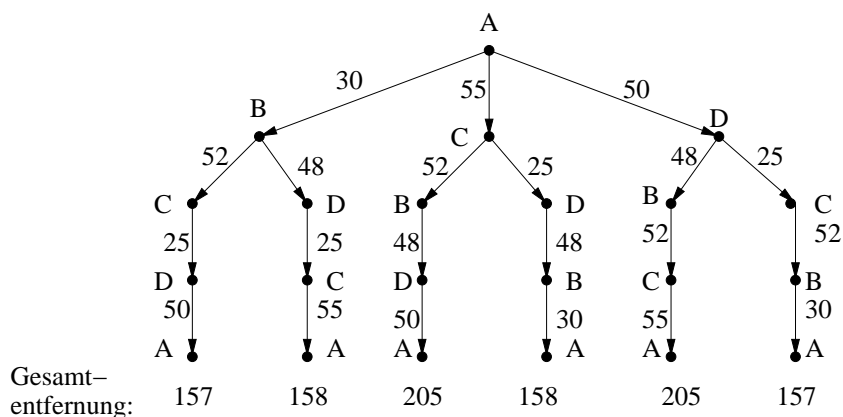 A
30 55 50
B C D
52 48 52 25 48 25
C D B D B C
25 25 48 48 52 52
D C D B C B
50 55 50 30 55 30
A A A A A A
Gesamt–
entfernung: 157 158 205 158 205 157